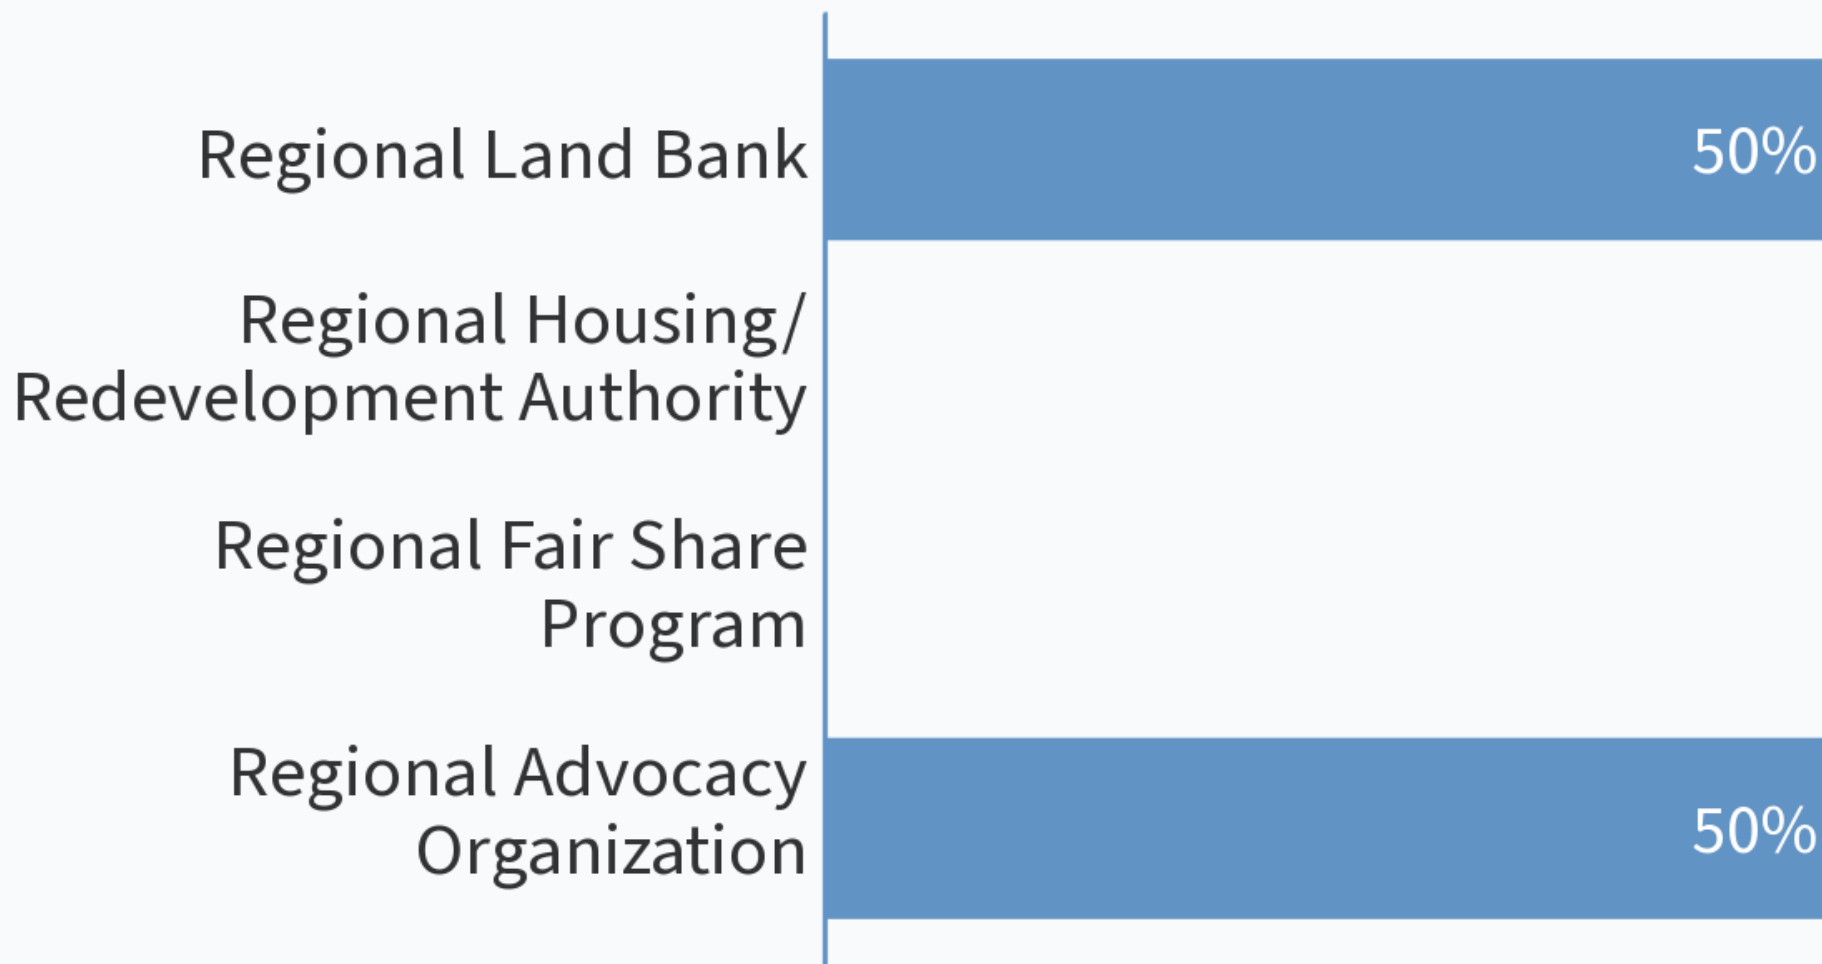 Regional Land Bank
50%
Regional Housing/
Redevelopment Authority
Regional Fair Share
Program
Regional Advocacy
Organization
50%